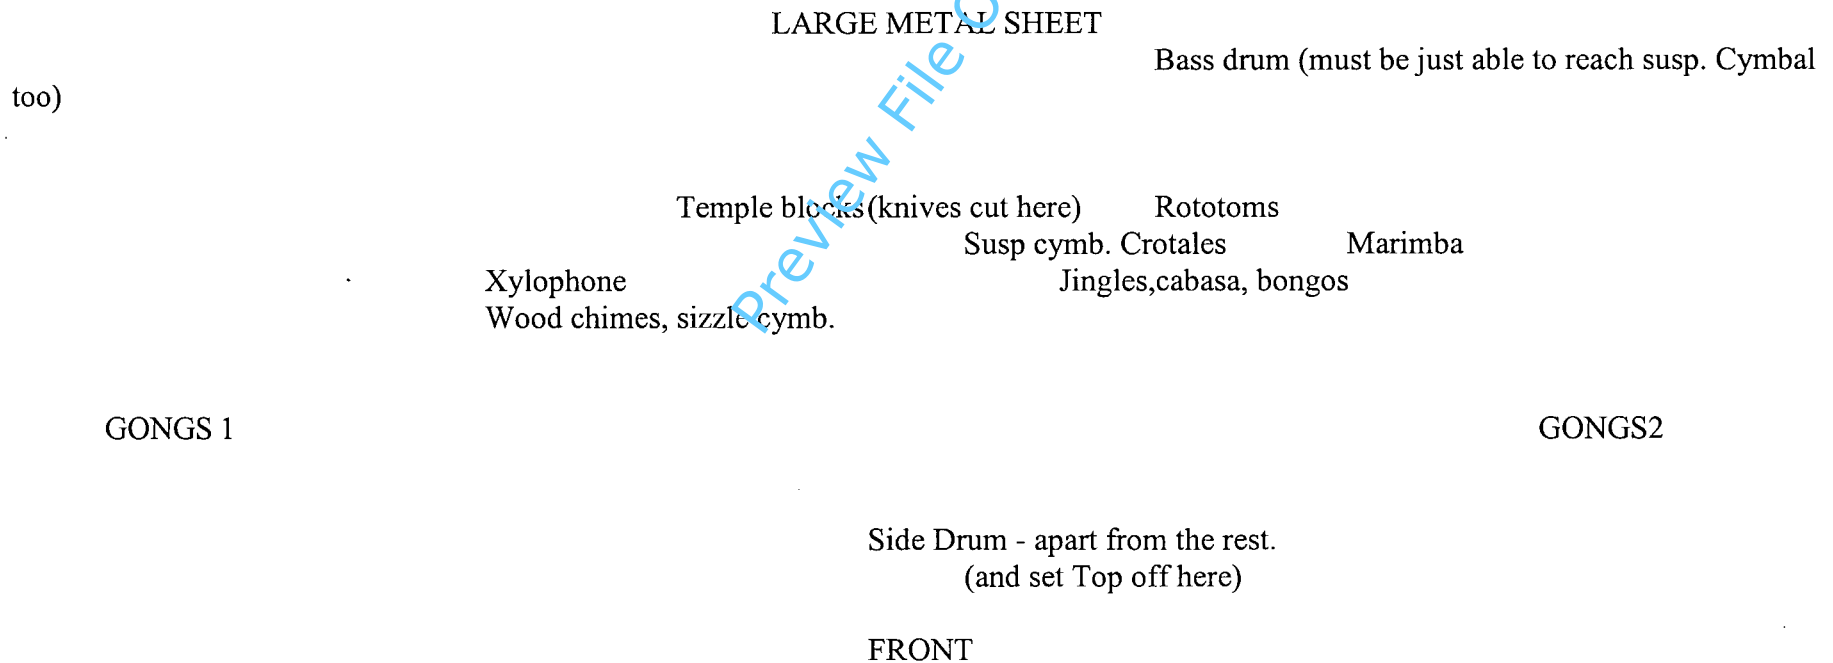 LARGE METAL SHEET
Bass drum (must be just able to reach susp. Cymbal
too)
Temple blocks(knives cut here) Rototoms
Susp cymb. Crotales Marimba
Xylophone Jingles,cabasa, bongos
Wood chimes, sizzle cymb.
GONGS 1 GONGS2
Side Drum - apart from the rest.
(and set Top off here)
FRONT
Preview File